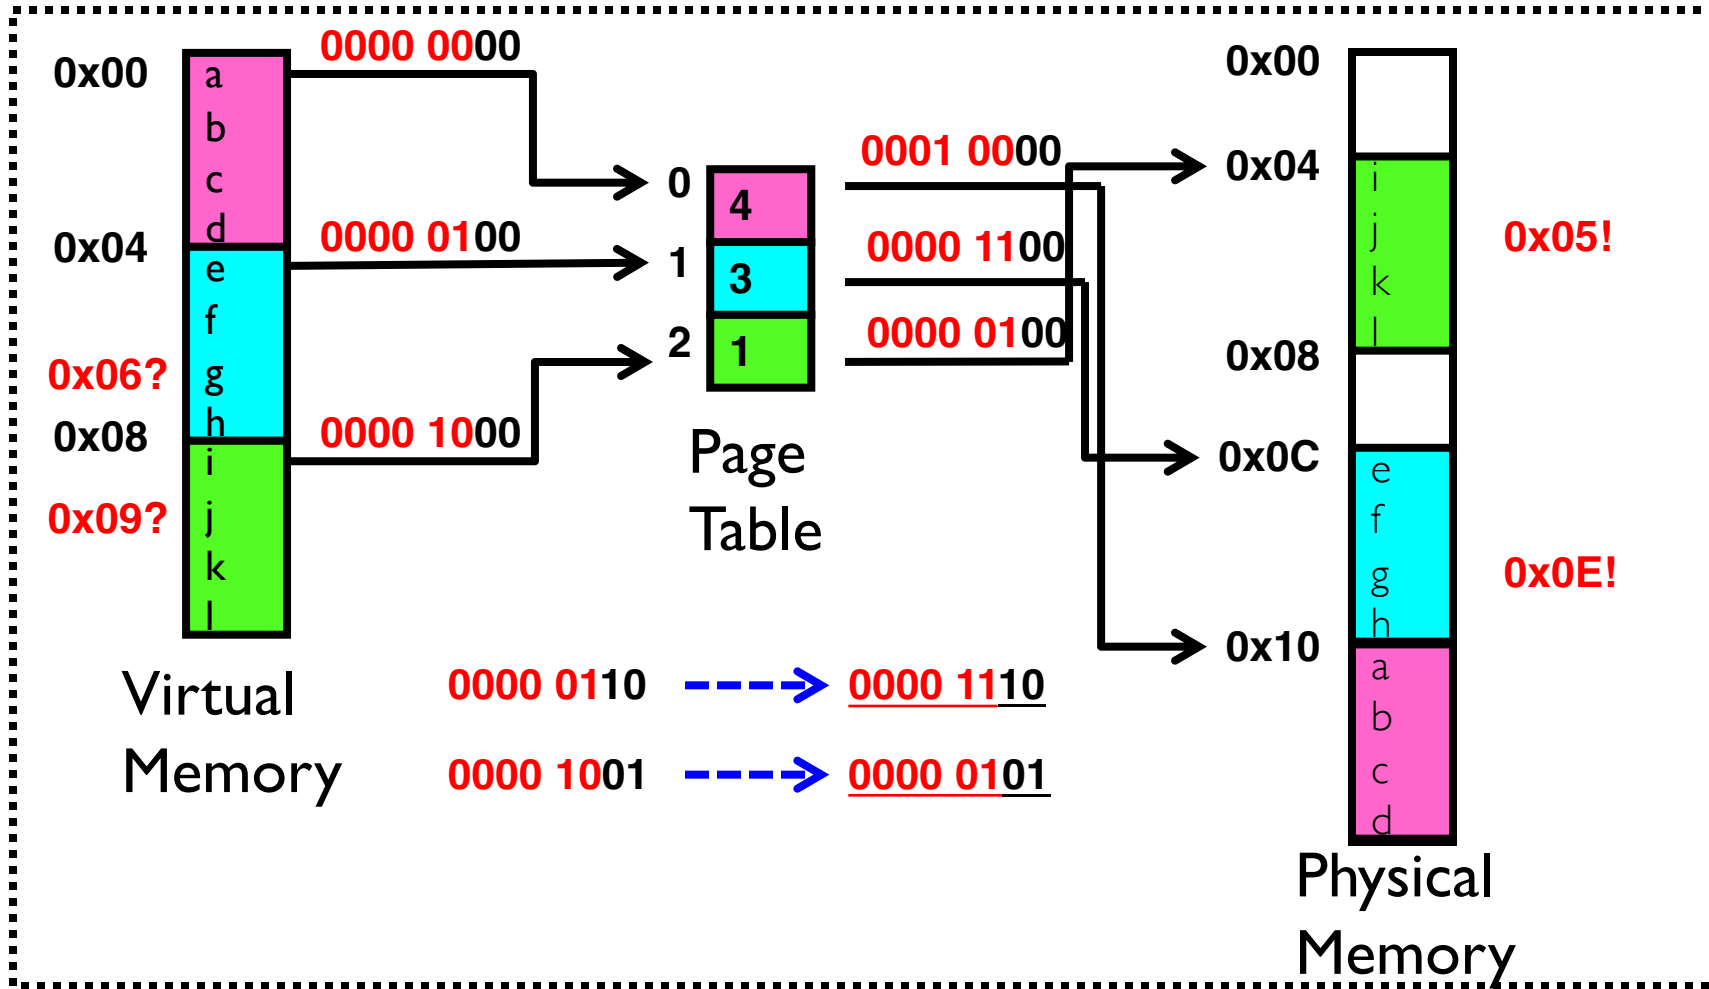 0x00
a
b
c
d
0x04
e
f
0x06?
g
h
0x08
i
0x09?
j
k
l
Virtual
Memory
0000 0000
0000 0100
0000 1000
0
4
1
3
2
1
Page
Table
0001 0000
0000 1100
0000 0100
0000 0110
0000 1110
0000 1001
0000 0101
0x00
0x04
i
j
0x05!
k
l
0x08
0x0C
e
f
g
0x0E!
h
0x10
a
b
c
d
Physical
Memory